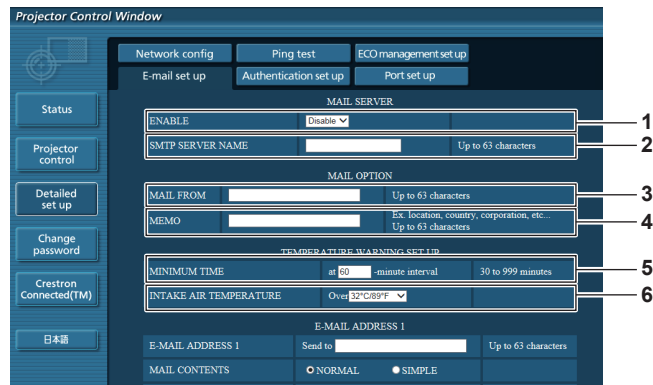 Projector Control Window
Network config Ping test ECO management set up
E-mail set up Authentication set up Port set up
Status
Projector control
Detailed set up
Change password
Crestron Connected(TM)
日本語
MAIL SERVER
ENABLE Disable 1
SMTP SERVER NAME Up to 63 characters 2
MAIL OPTION
MAIL FROM Up to 63 characters 3
MEMO Ex. location, country, corporation, etc... 4
Up to 63 characters
TEMPERATURE WARNING SET UP
MINIMUM TIME at 60 -minute interval 30 to 999 minutes 5
INTAKE AIR TEMPERATURE Over 32°C/89°F 6
E-MAIL ADDRESS 1
E-MAIL ADDRESS 1 Send to Up to 63 characters
MAIL CONTENTS NORMAL SIMPLE